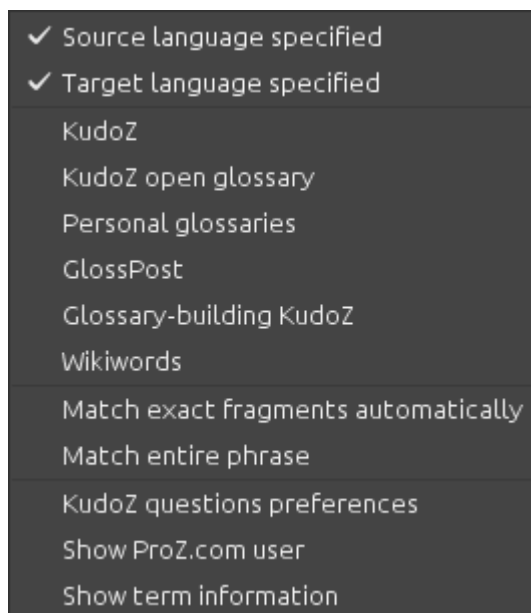 Source language specified
Target language specified
KudoZ
KudoZ open glossary
Personal glossaries
GlossPost
Glossary-building KudoZ
Wikiwords
Match exact fragments automatically
Match entire phrase
KudoZ questions preferences
Show ProZ.com user
Show term information